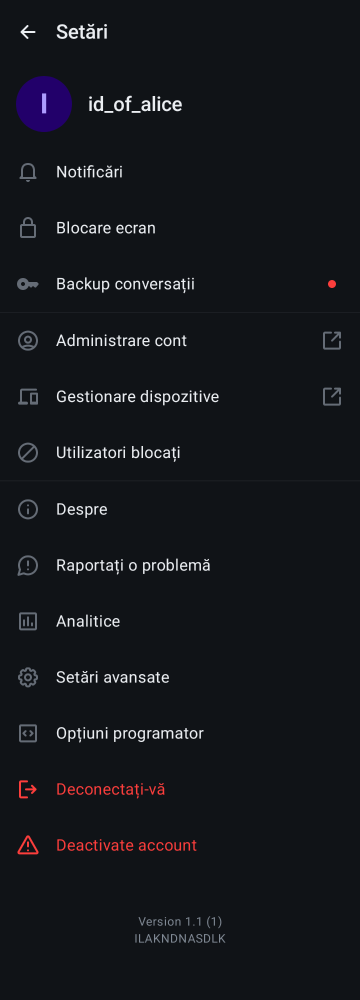 Setări
I
id_of_alice
Notificări
Blocare ecran
Backup conversații
Administrare cont
Gestionare dispozitive
Utilizatori blocați
Despre
Raportați o problemă
Analitice
Setări avansate
Opțiuni programator
Deconectați-vă
Deactivate account
Version 1.1 (1)
ILAKNDNASDLK